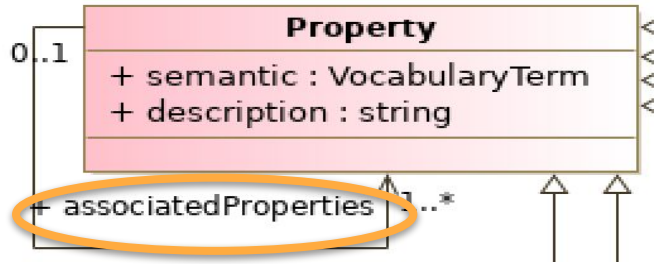 Property
0..1
+ semantic : VocabularyTerm
+ description : string
+ associatedProperties 1..*